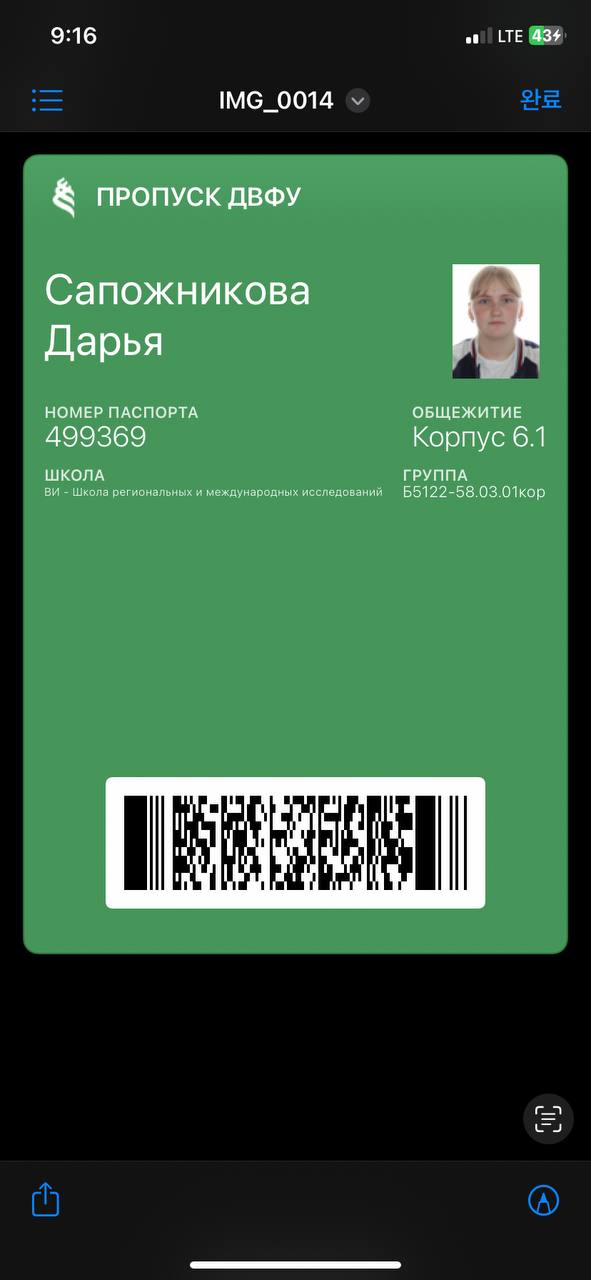 9:16
LTE
43
IMG_0014
완료
ПРОПУСК ДВФУ
Сапожникова
Дарья
НОМЕР ПАСПОРТА
ОБЩЕЖИТИЕ
499369
Корпус 6.1
ШКОЛА
ГРУППА
ВИ - Школа региональных и международных исследований
Б5122-58.03.01кор